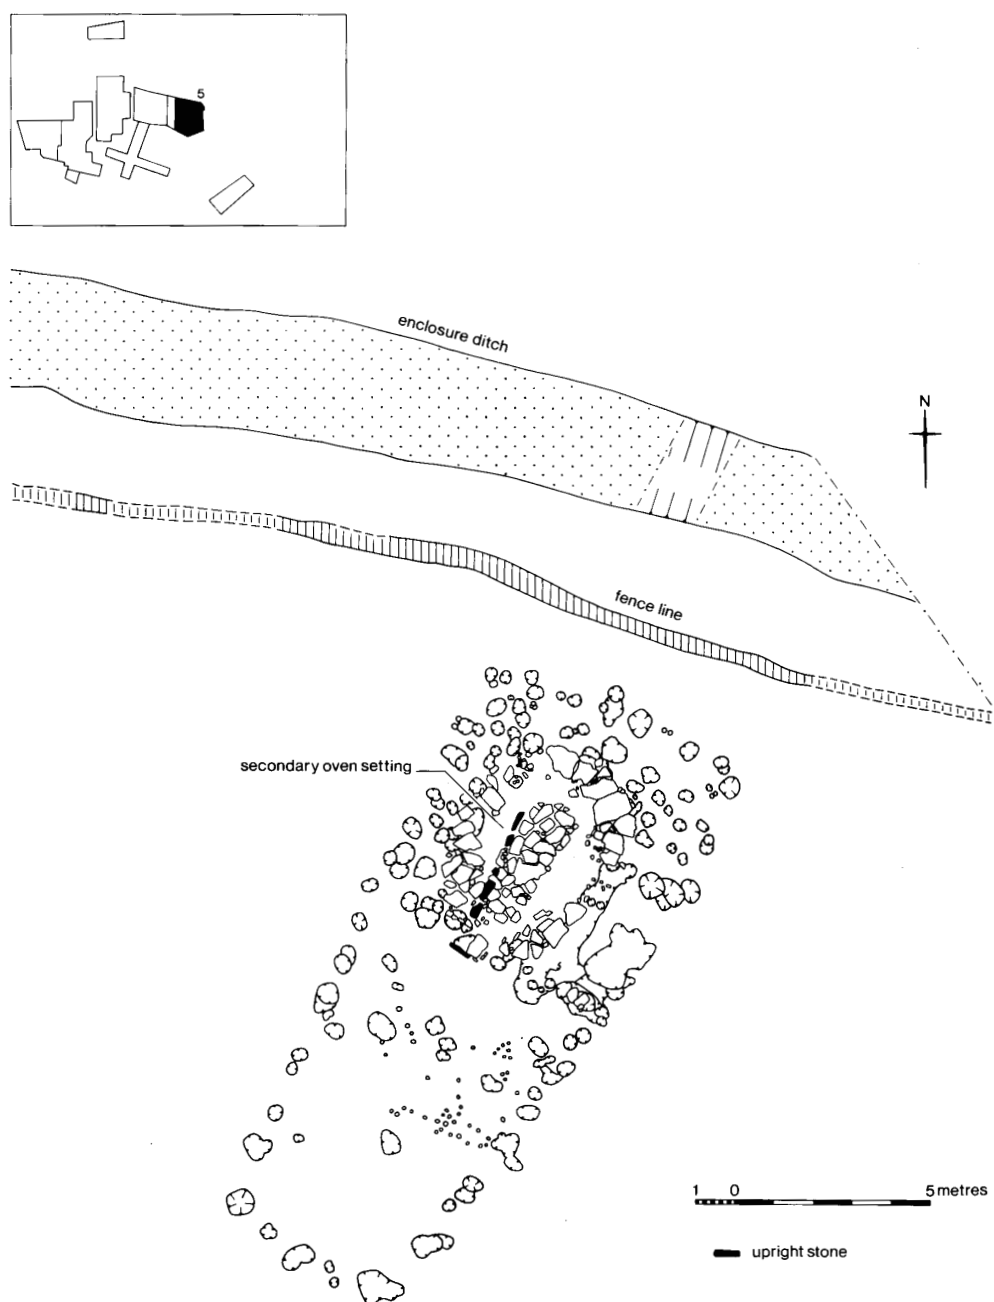 5
enclosure ditch
N
fence line
secondary oven setting
1 0 5 metres
upright stone